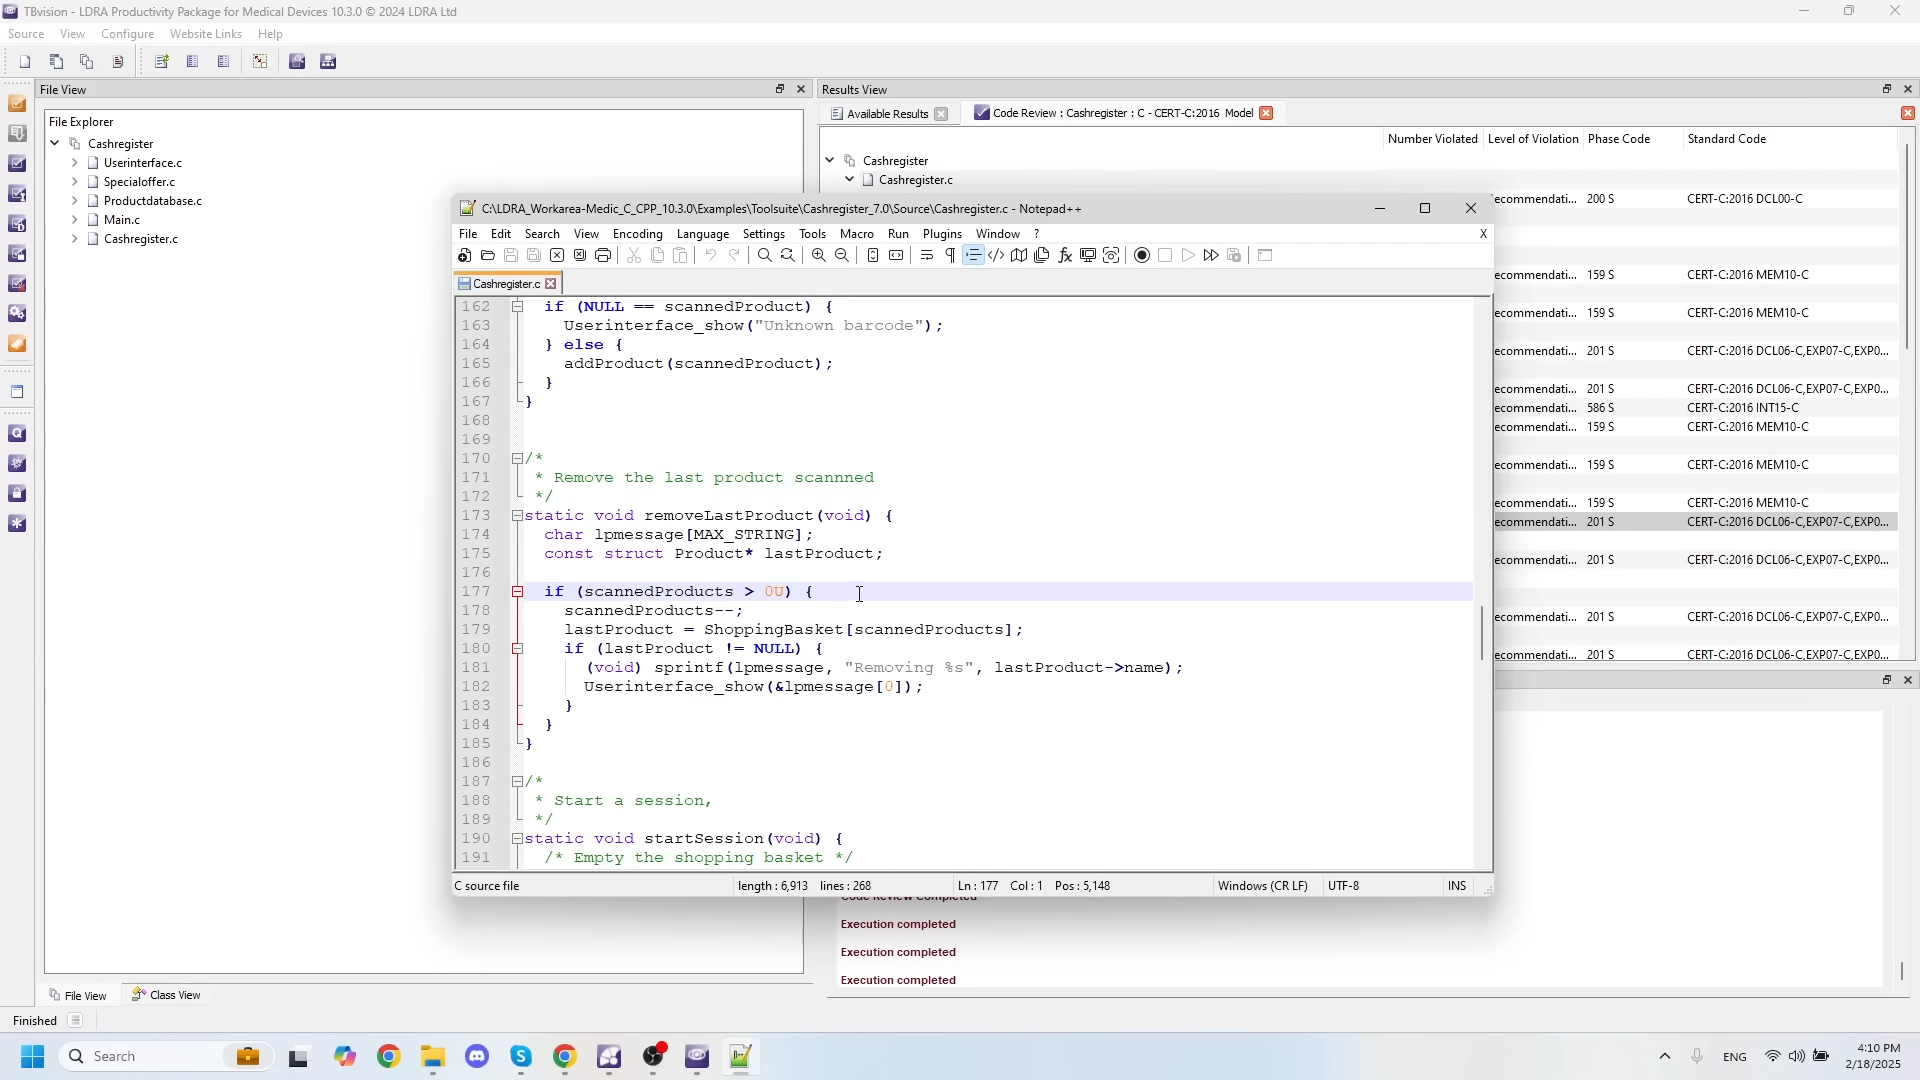 TBvision - LDRA Productivity Package for Medical Devices 10.3.0 © 2024 LDRA Ltd
Source View Configure Website Links Help
File View
Results View
Available Results
Code Review : Cashregister : C - CERT-C:2016 Model
File Explorer
Cashregister
Userinterface.c
Specialoffer.c
Productdatabase.c
Main.c
Cashregister.c
Number Violated Level of Violation Phase Code Standard Code
Cashregister
Cashregister.c
ecommendati... 200 S CERT-C:2016 DCL00-C
ecommendati... 159 S CERT-C:2016 MEM10-C
ecommendati... 159 S CERT-C:2016 MEM10-C
ecommendati... 201 S CERT-C:2016 DCL06-C,EXP07-C,EXP0...
ecommendati... 201 S CERT-C:2016 DCL06-C,EXP07-C,EXP0...
ecommendati... 586 S CERT-C:2016 INT15-C
ecommendati... 159 S CERT-C:2016 MEM10-C
ecommendati... 159 S CERT-C:2016 MEM10-C
ecommendati... 159 S CERT-C:2016 MEM10-C
ecommendati... 201 S CERT-C:2016 DCL06-C,EXP07-C,EXP0...
ecommendati... 201 S CERT-C:2016 DCL06-C,EXP07-C,EXP0...
ecommendati... 201 S CERT-C:2016 DCL06-C,EXP07-C,EXP0...
ecommendati... 201 S CERT-C:2016 DCL06-C,EXP07-C,EXP0...
C:\LDRA_Workarea-Medic_C_CPP_10.3.0\Examples\Toolsuite\Cashregister_7.0\Source\Cashregister.c - Notepad++
File Edit Search View Encoding Language Settings Tools Macro Run Plugins Window ? X
Cashregister.c
162 if (NULL == scannedProduct) {
163 Userinterface_show("Unknown barcode");
164 } else {
165 addProduct(scannedProduct);
166 }
167 }
168
169
170 /*
171 * Remove the last product scannned
172 */
173 static void removeLastProduct(void) {
174 char lpmessage[MAX_STRING];
175 const struct Product* lastProduct;
176
177 if (scannedProducts > 0U) {
178 scannedProducts--;
179 lastProduct = ShoppingBasket[scannedProducts];
180 if (lastProduct != NULL) {
181 (void) sprintf(lpmessage, "Removing %s", lastProduct->name);
182 Userinterface_show(&lpmessage[0]);
183 }
184 }
185 }
186
187 /*
188 * Start a session,
189 */
190 static void startSession(void) {
191 /* Empty the shopping basket */
C source file length : 6,913 lines : 268 Ln : 177 Col : 1 Pos : 5,148 Windows (CR LF) UTF-8 INS
Code Review Completed
Execution completed
Execution completed
Execution completed
File View Class View
Finished
Search
ENG
4:10 PM
2/18/2025